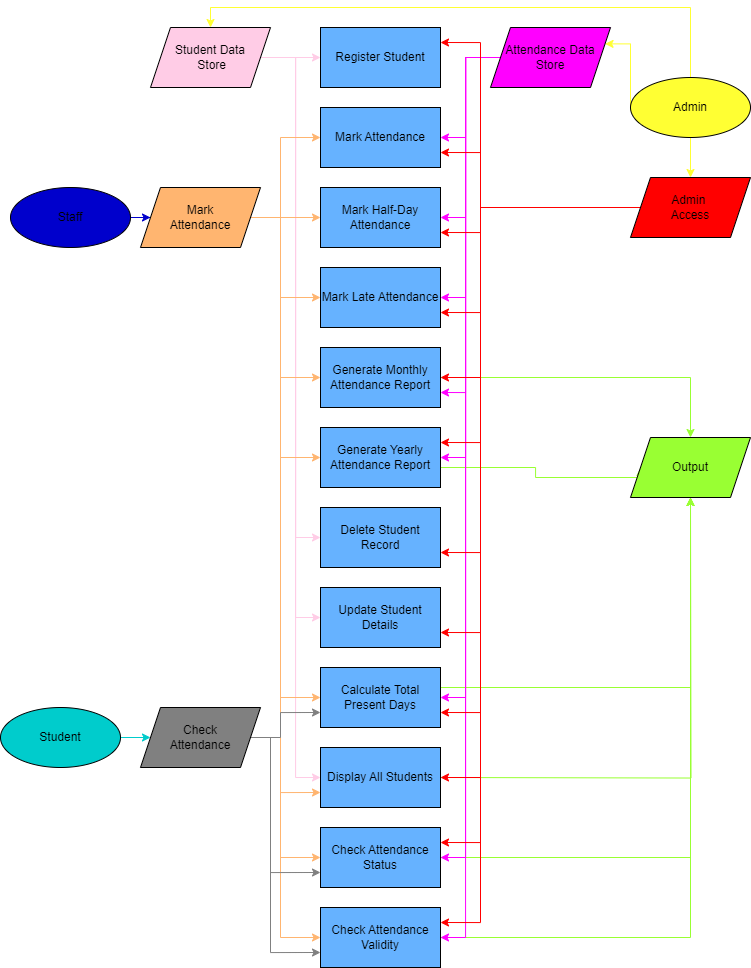 Student Data
Store
Register Student
Attendance Data
Store
Admin
Mark Attendance
Staff
Mark
Attendance
Mark Half-Day
Attendance
Admin
Access
Mark Late Attendance
Generate Monthly
Attendance Report
Generate Yearly
Attendance Report
Output
Delete Student
Record
Update Student
Details
Calculate Total
Present Days
Student
Check
Attendance
Display All Students
Check Attendance
Status
Check Attendance
Validity